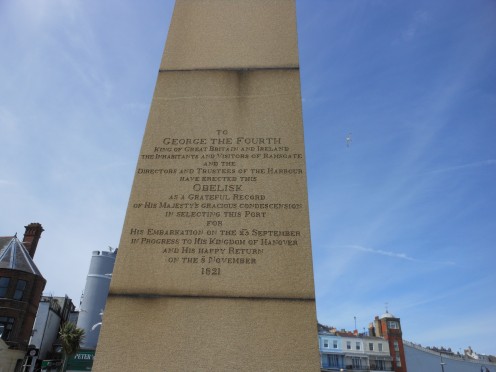 TO
GEORGE THE FOURTH
KING OF GREAT BRITAIN AND IRELAND
THE INHABITANTS AND VISITORS OF RAMSGATE
AND THE
DIRECTORS AND TRUSTEES OF THE HARBOUR
HAVE ERECTED THIS
OBELISK
AS A GRATEFUL RECORD
OF HIS MAJESTY'S GRACIOUS CONDESCENSION
IN SELECTING THIS PORT
FOR
HIS EMBARKATION ON THE 25 SEPTEMBER
IN PROGRESS TO HIS KINGDOM OF HANOVER
AND HIS HAPPY RETURN
ON THE 8 NOVEMBER
1821
PETER'S